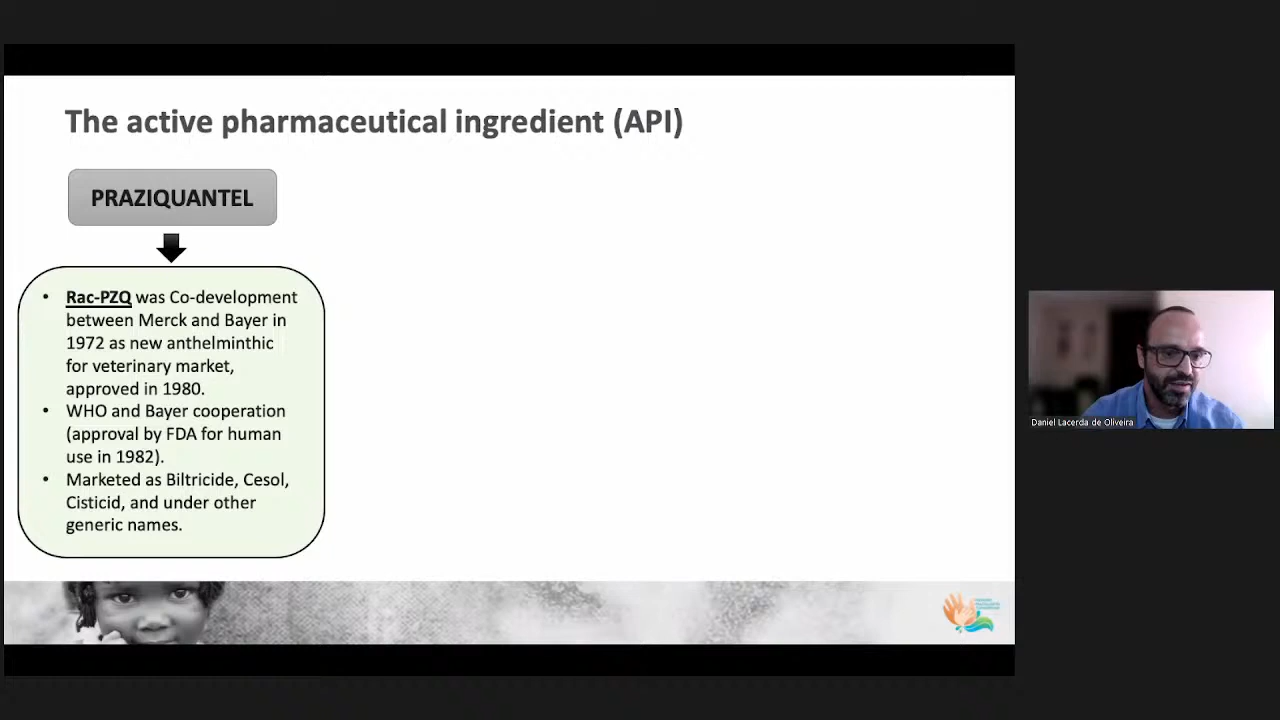 The active pharmaceutical ingredient (API)
PRAZIQUANTEL
• Rac-PZQ was Co-development
between Merck and Bayer in
1972 as new anthelminthic
for veterinary market,
approved in 1980.
• WHO and Bayer cooperation
(approval by FDA for human
use in 1982).
• Marketed as Biltricide, Cesol,
Cisticid, and under other
generic names.
Daniel Lacerda de Oliveira